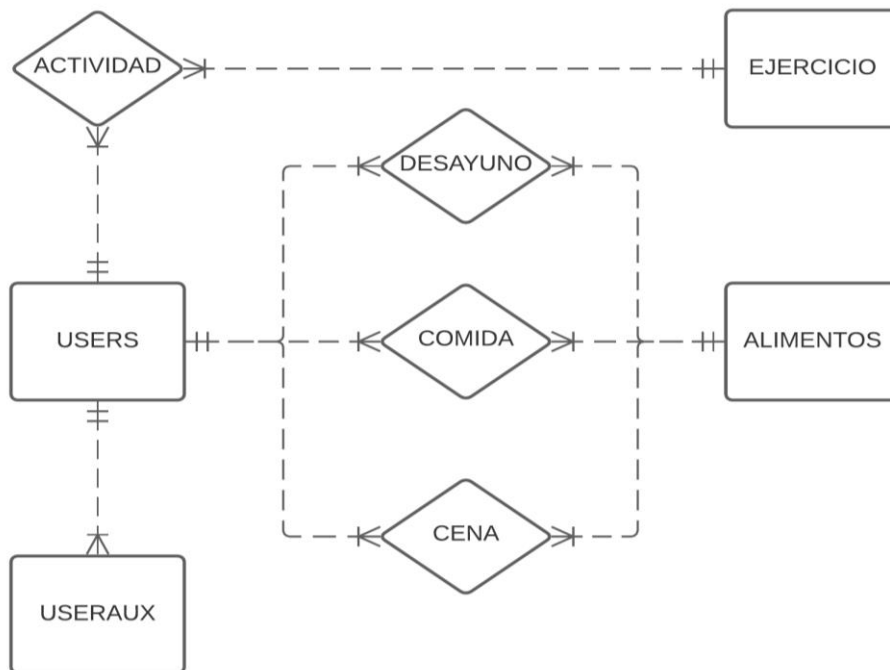 ACTIVIDAD
EJERCICIO
DESAYUNO
USERS
COMIDA
ALIMENTOS
CENA
USERAUX